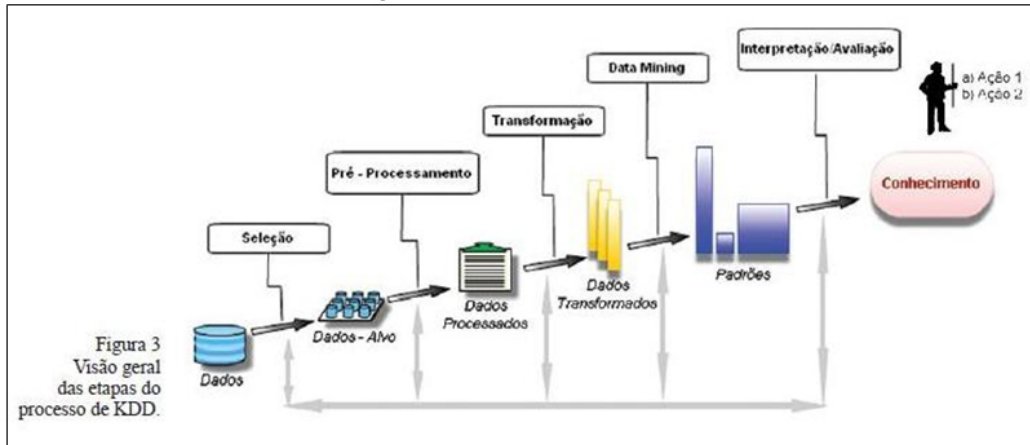 Interpretação/Avaliação
a) Ação 1
b) Ação 2
Data Mining
Transformação
Pré - Processamento
Conhecimento
Seleção
Padrões
Dados
Transformados
Dados
Processados
Dados - Alvo
Dados
Figura 3
Visão geral
das etapas do
processo de KDD.